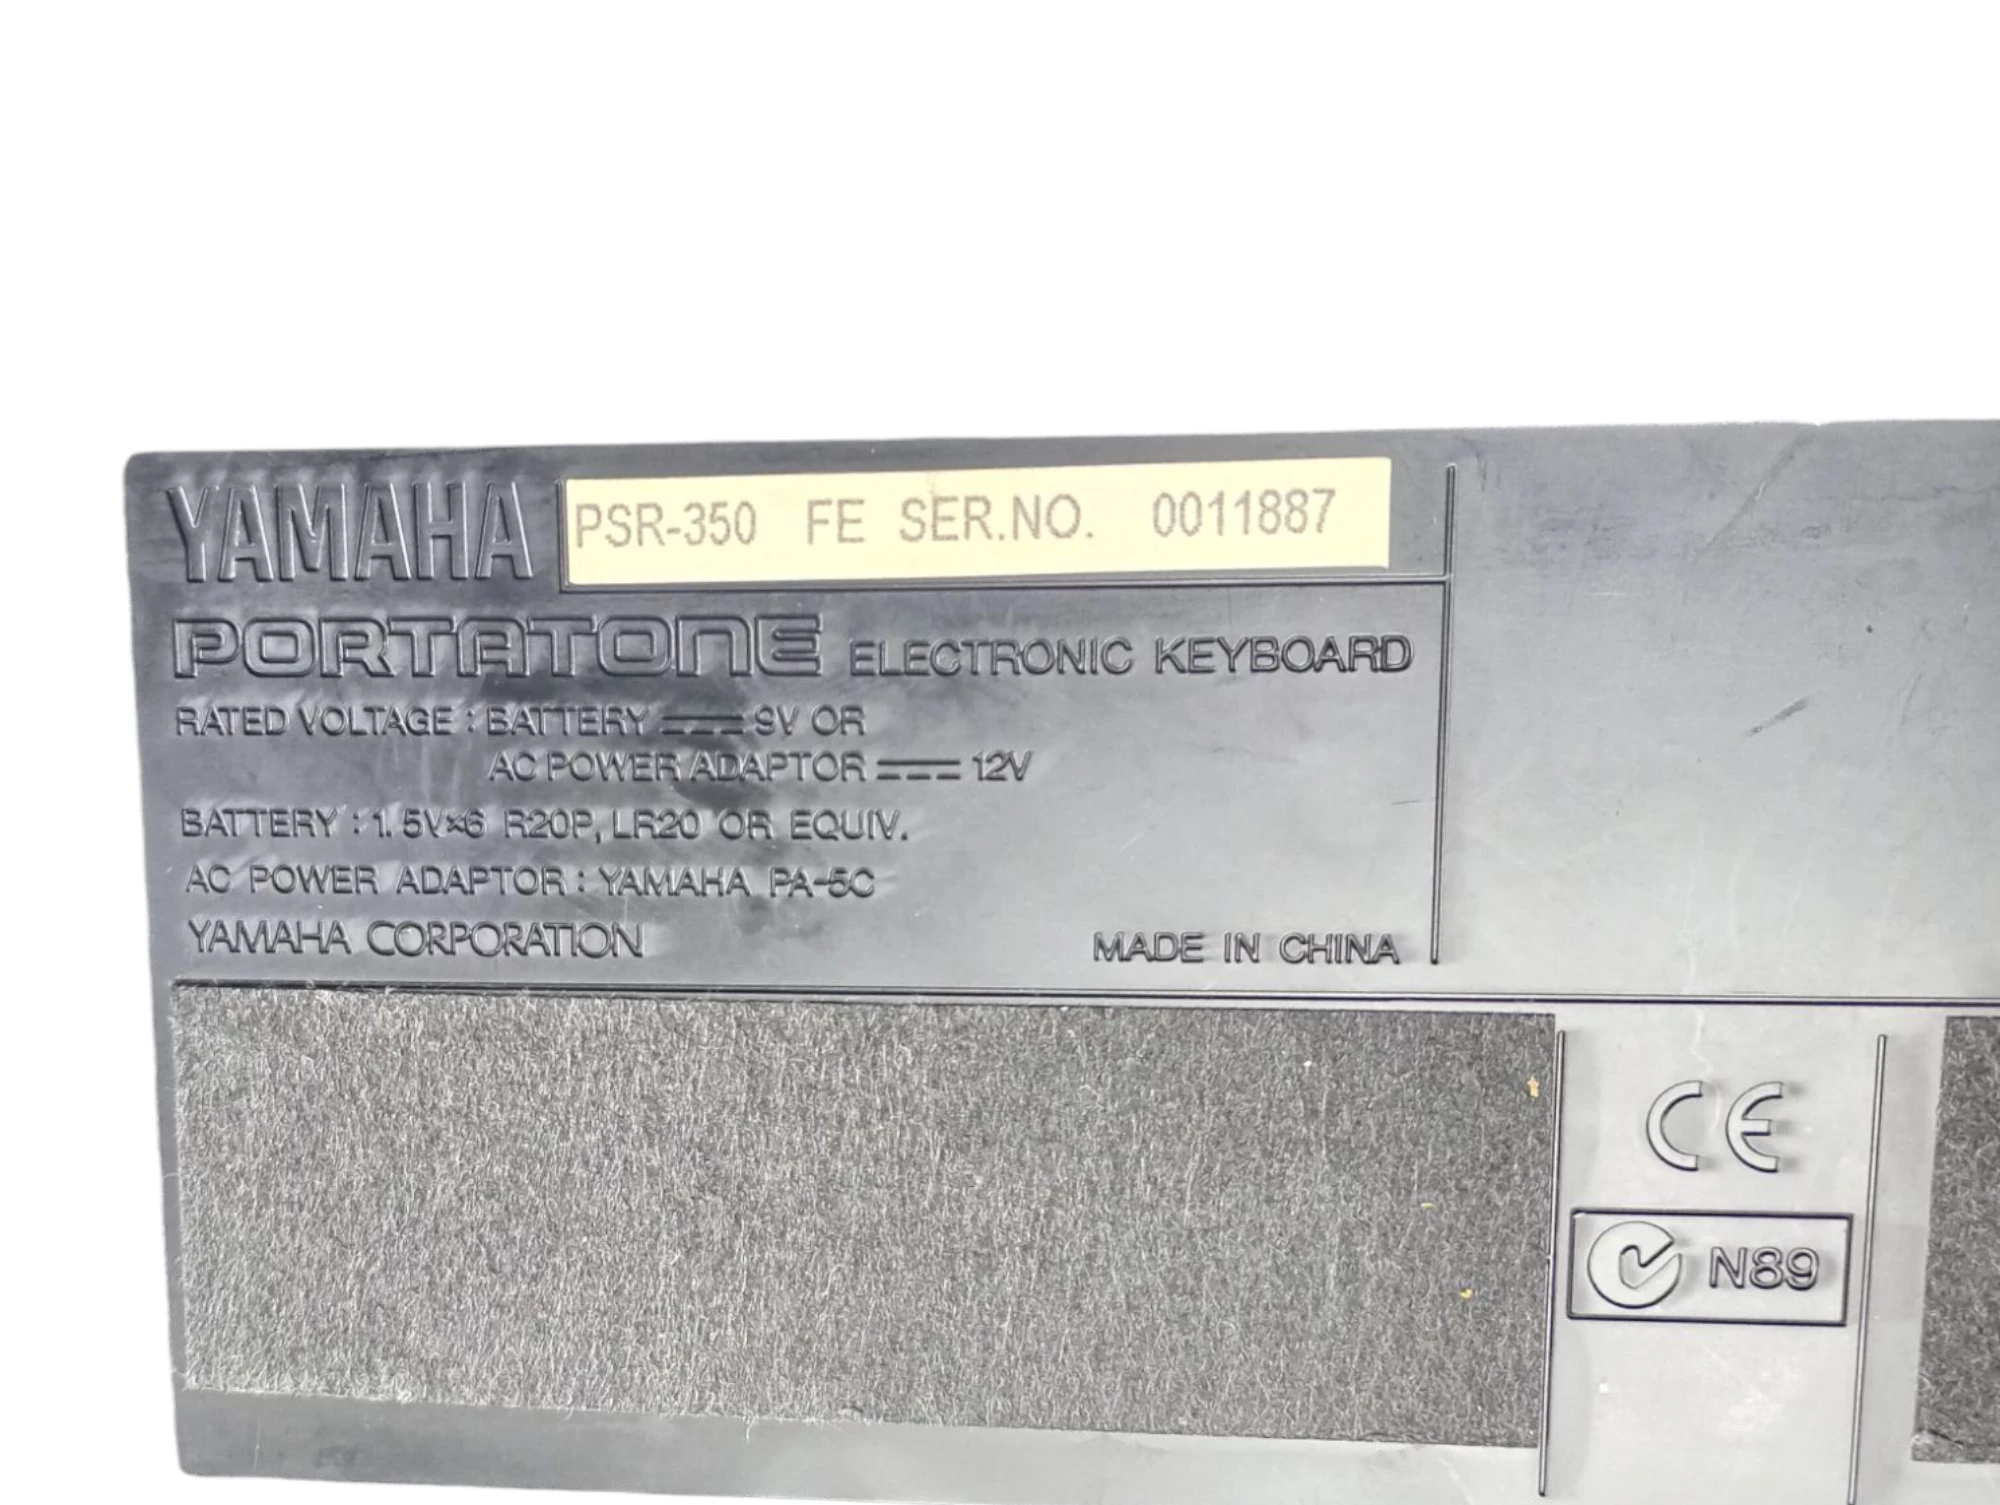 YAMAHA PSR-350 FE SER.NO. 0011887
PORTATONE ELECTRONIC KEYBOARD
RATED VOLTAGE : BATTERY ⎓ 9V OR
AC POWER ADAPTOR ⎓ 12V
BATTERY : 1.5V×6 R20P, LR20 OR EQUIV.
AC POWER ADAPTOR : YAMAHA PA-5C
YAMAHA CORPORATION MADE IN CHINA
CE
N89